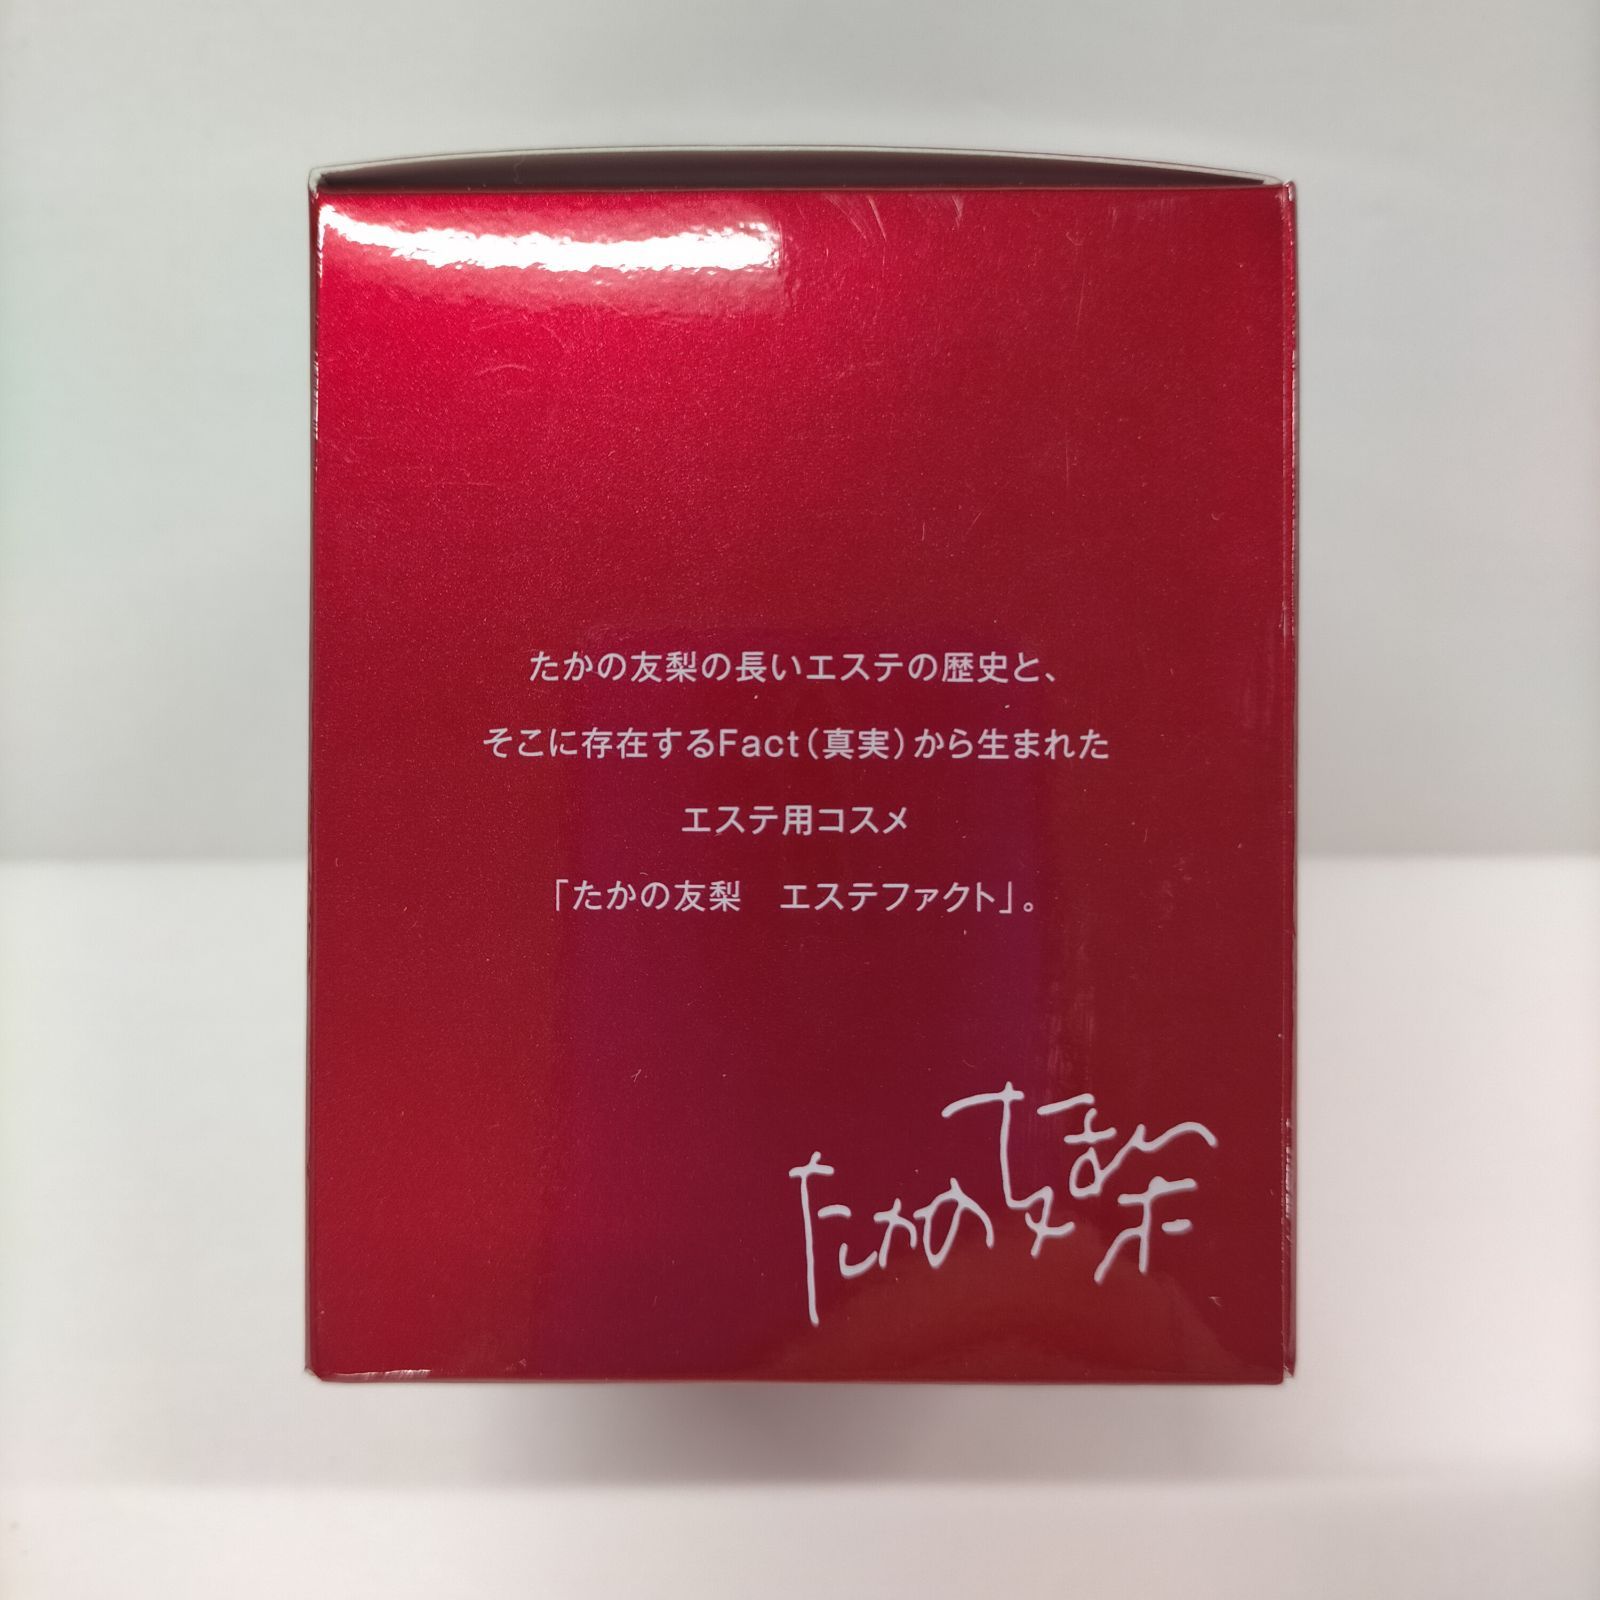 たかの友梨の長いエステの歴史と、
そこに存在するFact（真実）から生まれた
エステ用コスメ
「たかの友梨　エステファクト」。
たかの友梨